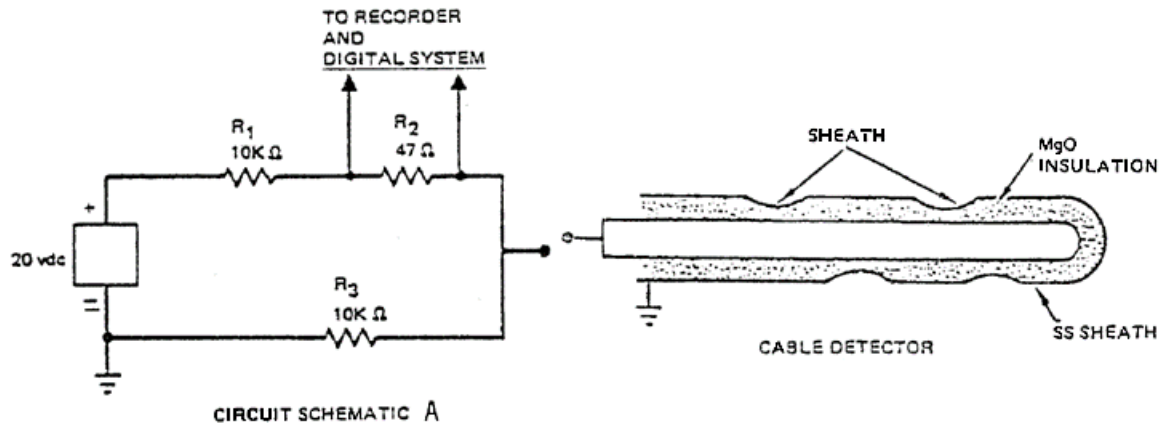 TO RECORDER
AND
DIGITAL SYSTEM
R1
10K Ω
R2
47 Ω
SHEATH
MgO
INSULATION
+
20 vdc
R3
10K Ω
SS SHEATH
CABLE DETECTOR
CIRCUIT SCHEMATIC A